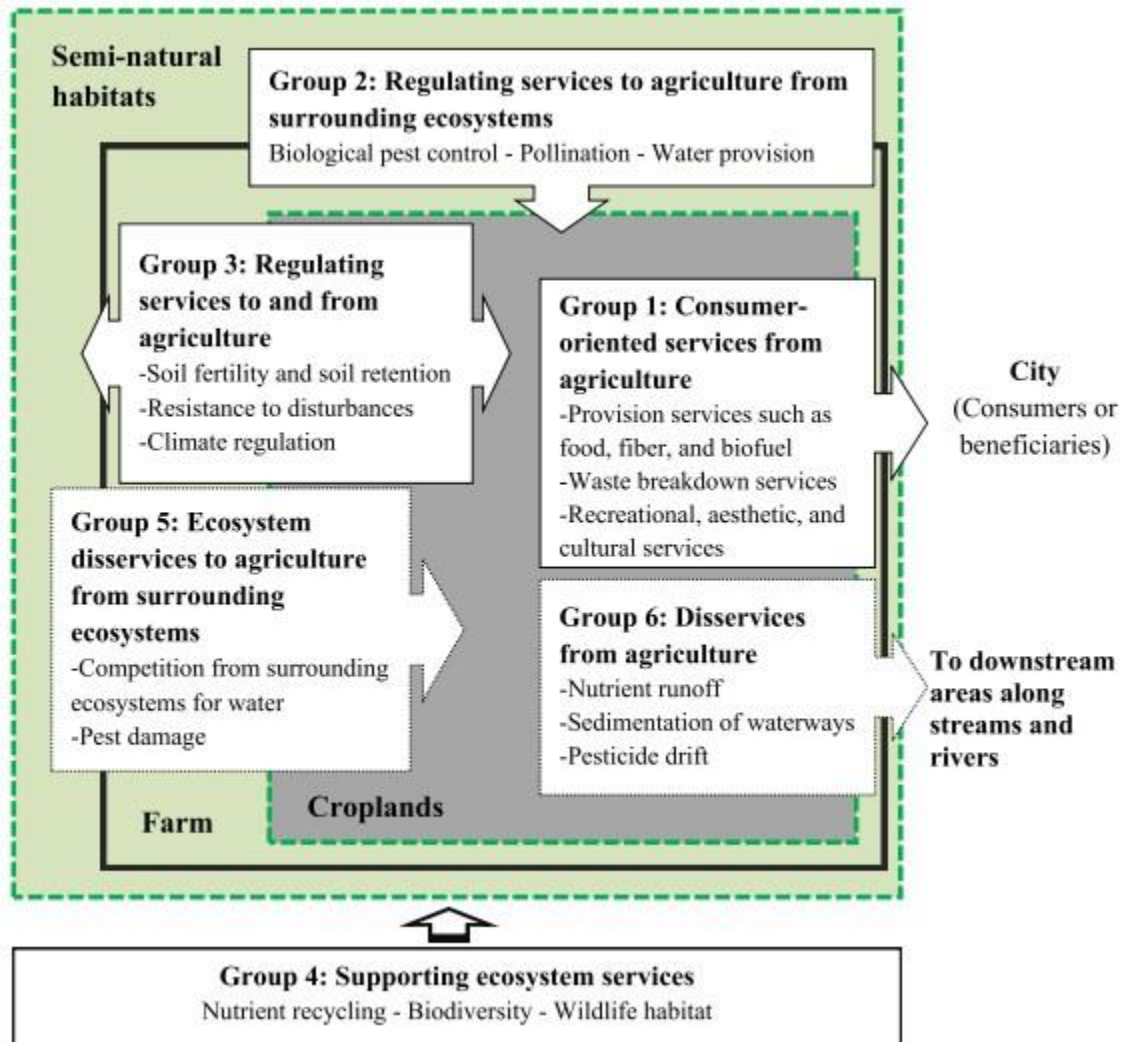 Semi-natural
habitats
Group 2: Regulating services to agriculture from
surrounding ecosystems
Biological pest control - Pollination - Water provision
Group 3: Regulating
services to and from
agriculture
-Soil fertility and soil retention
-Resistance to disturbances
-Climate regulation
Group 1: Consumer-
oriented services from
agriculture
-Provision services such as
food, fiber, and biofuel
-Waste breakdown services
-Recreational, aesthetic, and
cultural services
City
(Consumers or
beneficiaries)
Group 5: Ecosystem
disservices to agriculture
from surrounding
ecosystems
-Competition from surrounding
ecosystems for water
-Pest damage
Group 6: Disservices
from agriculture
-Nutrient runoff
-Sedimentation of waterways
-Pesticide drift
To downstream
areas along
streams and
rivers
Croplands
Farm
Group 4: Supporting ecosystem services
Nutrient recycling - Biodiversity - Wildlife habitat